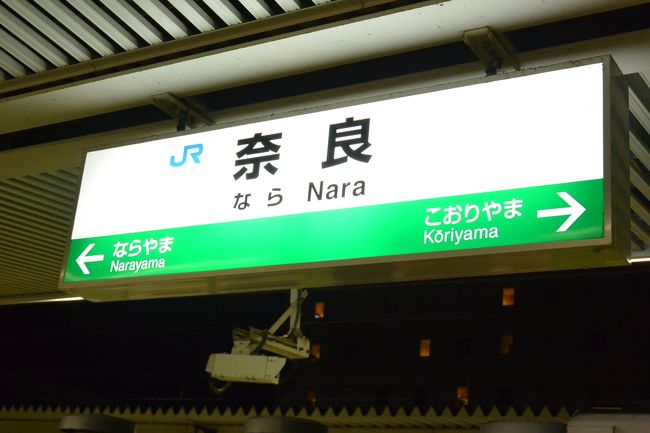 JR 奈良
なら Nara
← ならやま
Narayama
こおりやま →
Kōriyama